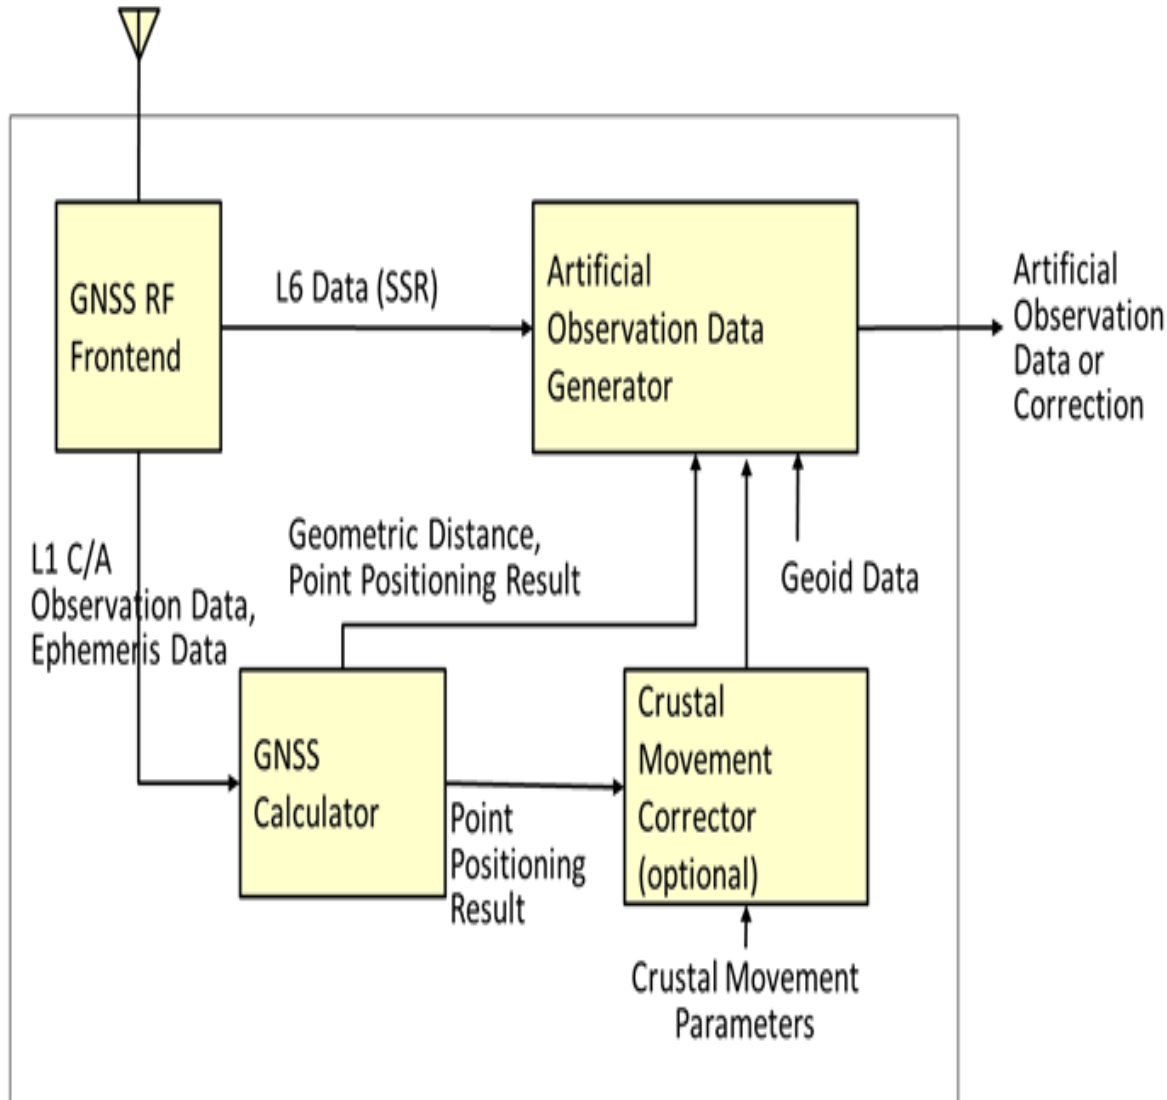 GNSS RF
Frontend
L6 Data (SSR)
Artificial
Observation Data
Generator
Artificial
Observation
Data or
Correction
L1 C/A
Observation Data,
Ephemeris Data
Geometric Distance,
Point Positioning Result
Geoid Data
GNSS
Calculator
Point
Positioning
Result
Crustal
Movement
Corrector
(optional)
Crustal Movement
Parameters